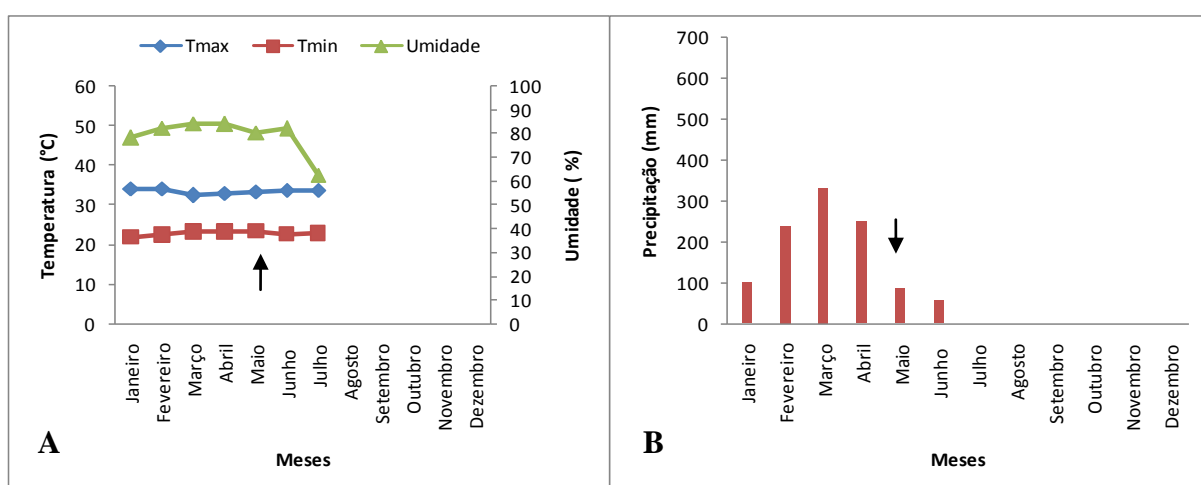 Tmax Tmin Umidade
Temperatura (°C)
60
50
40
30
20
10
0
100
90
80
70
60
50
40
30
20
10
0
Umidade ( %)
Janeiro
Fevereiro
Março
Abril
Maio
Junho
Julho
Agosto
Setembro
Outubro
Novembro
Dezembro
A
Meses
Precipitação (mm)
700
600
500
400
300
200
100
0
Janeiro
Fevereiro
Março
Abril
Maio
Junho
Julho
Agosto
Setembro
Outubro
Novembro
Dezembro
B
Meses